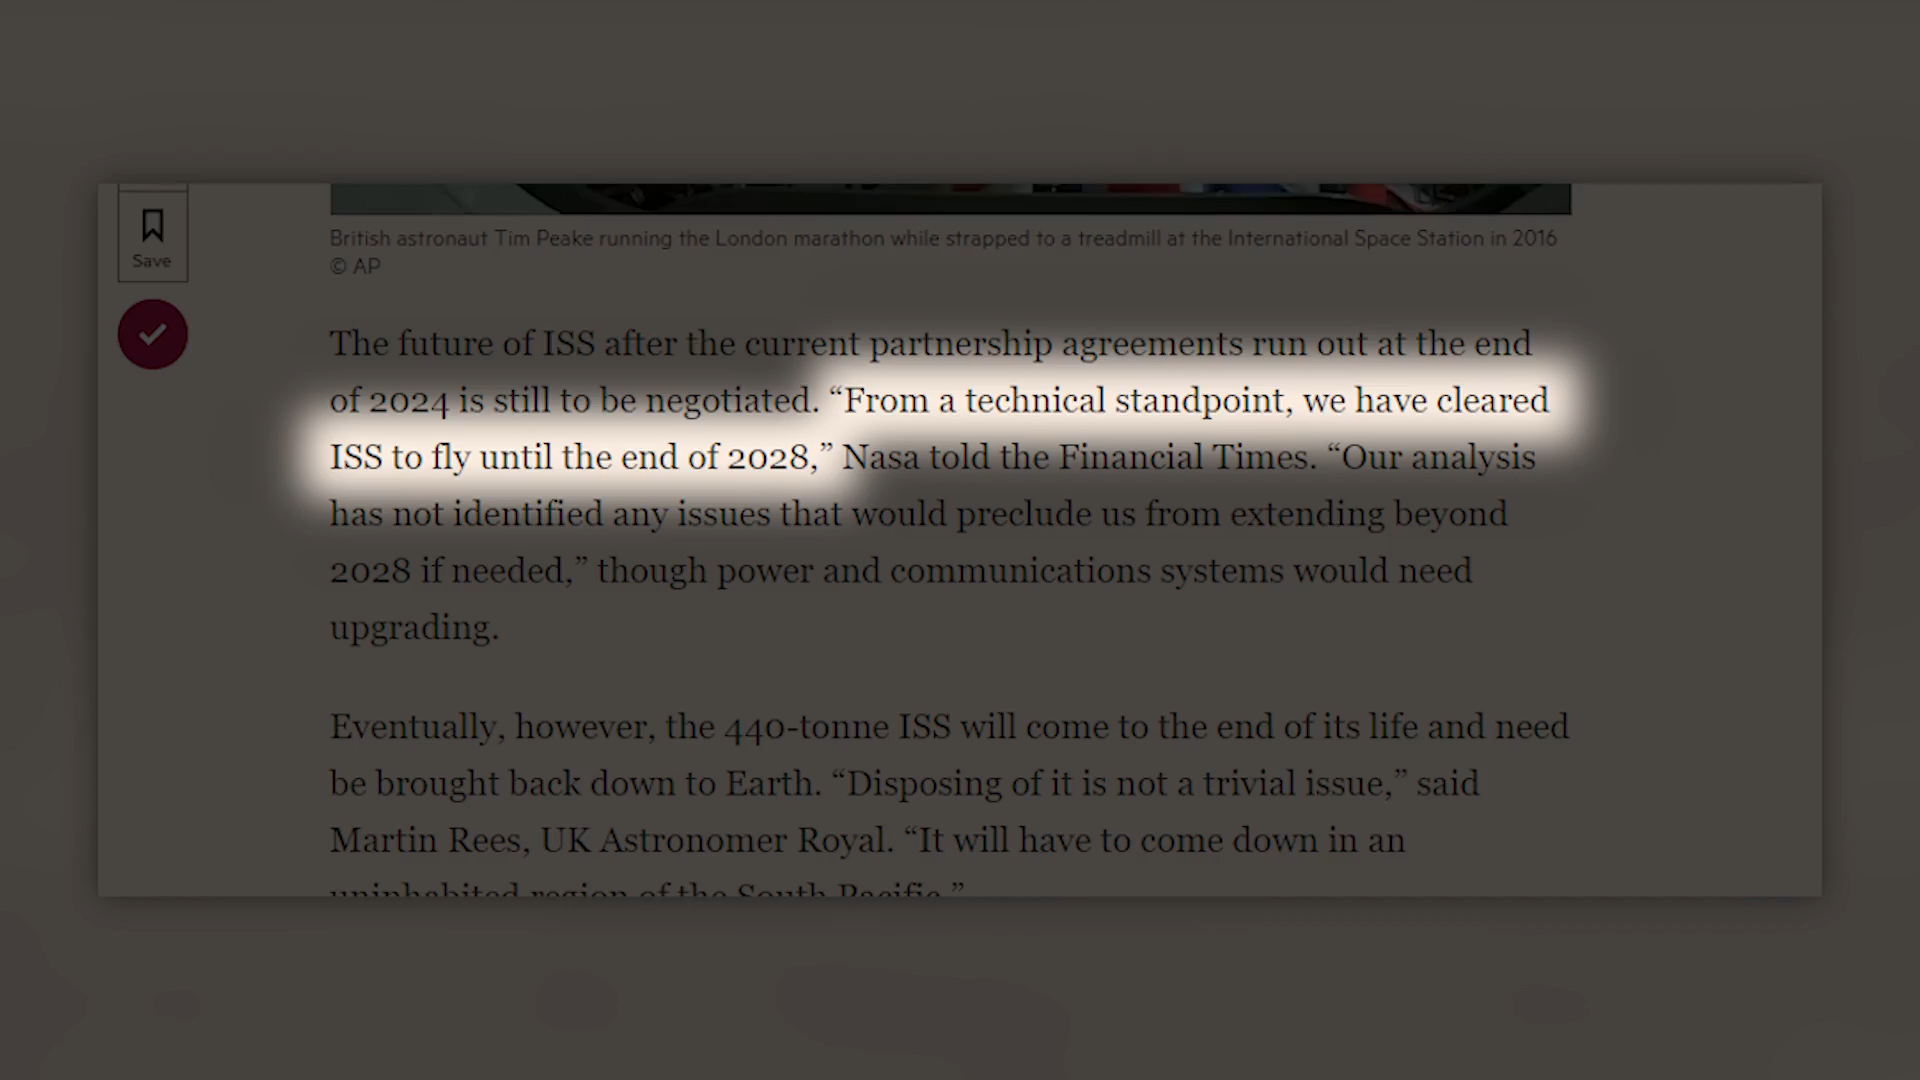 Save
British astronaut Tim Peake running the London marathon while strapped to a treadmill at the International Space Station in 2016
© AP
The future of ISS after the current partnership agreements run out at the end
of 2024 is still to be negotiated. “From a technical standpoint, we have cleared
ISS to fly until the end of 2028,” Nasa told the Financial Times. “Our analysis
has not identified any issues that would preclude us from extending beyond
2028 if needed,” though power and communications systems would need
upgrading.
Eventually, however, the 440-tonne ISS will come to the end of its life and need
be brought back down to Earth. “Disposing of it is not a trivial issue,” said
Martin Rees, UK Astronomer Royal. “It will have to come down in an
uninhabited region of the South Pacific.”